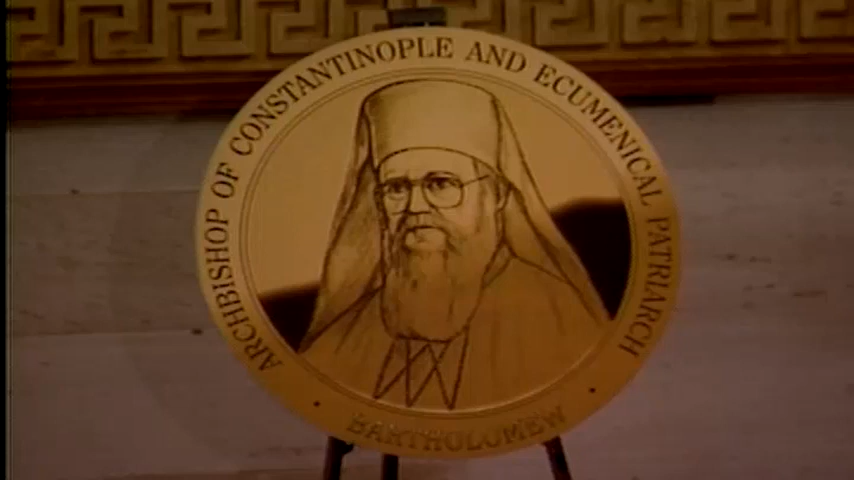 ARCHBISHOP OF CONSTANTINOPLE AND ECUMENICAL PATRIARCH
BARTHOLOMEW